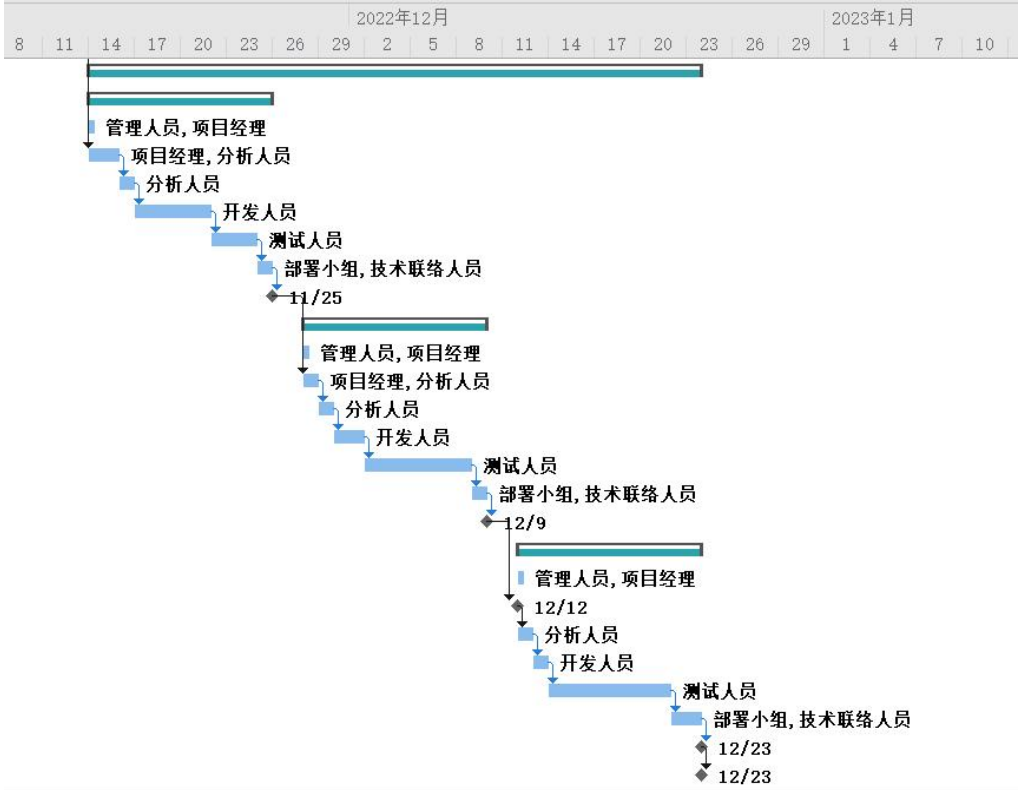 2022年12月 2023年1月
8 11 14 17 20 23 26 29 2 5 8 11 14 17 20 23 26 29 1 4 7 10
管理人员,项目经理
项目经理,分析人员
分析人员
开发人员
测试人员
部署小组,技术联络人员
11/25
管理人员,项目经理
项目经理,分析人员
分析人员
开发人员
测试人员
部署小组,技术联络人员
12/9
管理人员,项目经理
12/12
分析人员
开发人员
测试人员
部署小组,技术联络人员
12/23
12/23